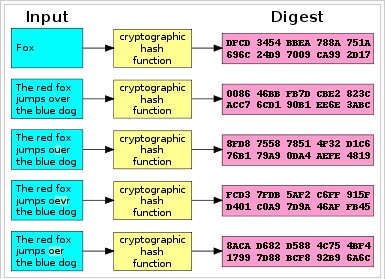 Input
Digest
Fox
cryptographic
hash
function
DFCD 3454 BBEA 788A 751A
696C 24D9 7009 CA99 2D17
The red fox
jumps over
the blue dog
cryptographic
hash
function
0086 46BB FB7D CBE2 823C
ACC7 6CD1 90B1 EE6E 3ABC
The red fox
jumps ouer
the blue dog
cryptographic
hash
function
8FD8 7558 7851 4F32 D1C6
76B1 79A9 0DA4 AEFE 4819
The red fox
jumps oevr
the blue dog
cryptographic
hash
function
FCD3 7FDB 5AF2 C6FF 915F
D401 C0A9 7D9A 46AF FB45
The red fox
jumps oer
the blue dog
cryptographic
hash
function
8ACA D682 D588 4C75 4BF4
1799 7D88 BCF8 92B9 6A6C